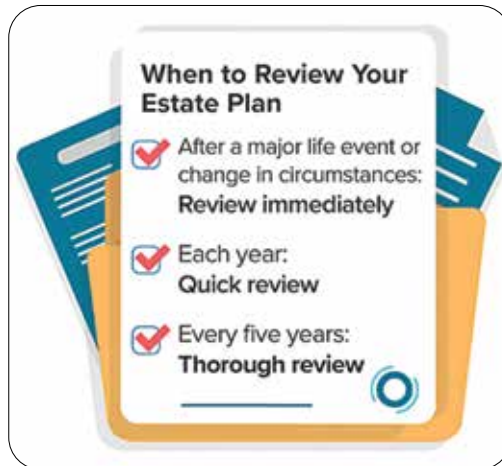 When to Review Your
Estate Plan
After a major life event or
change in circumstances:
Review immediately
Each year:
Quick review
Every five years:
Thorough review